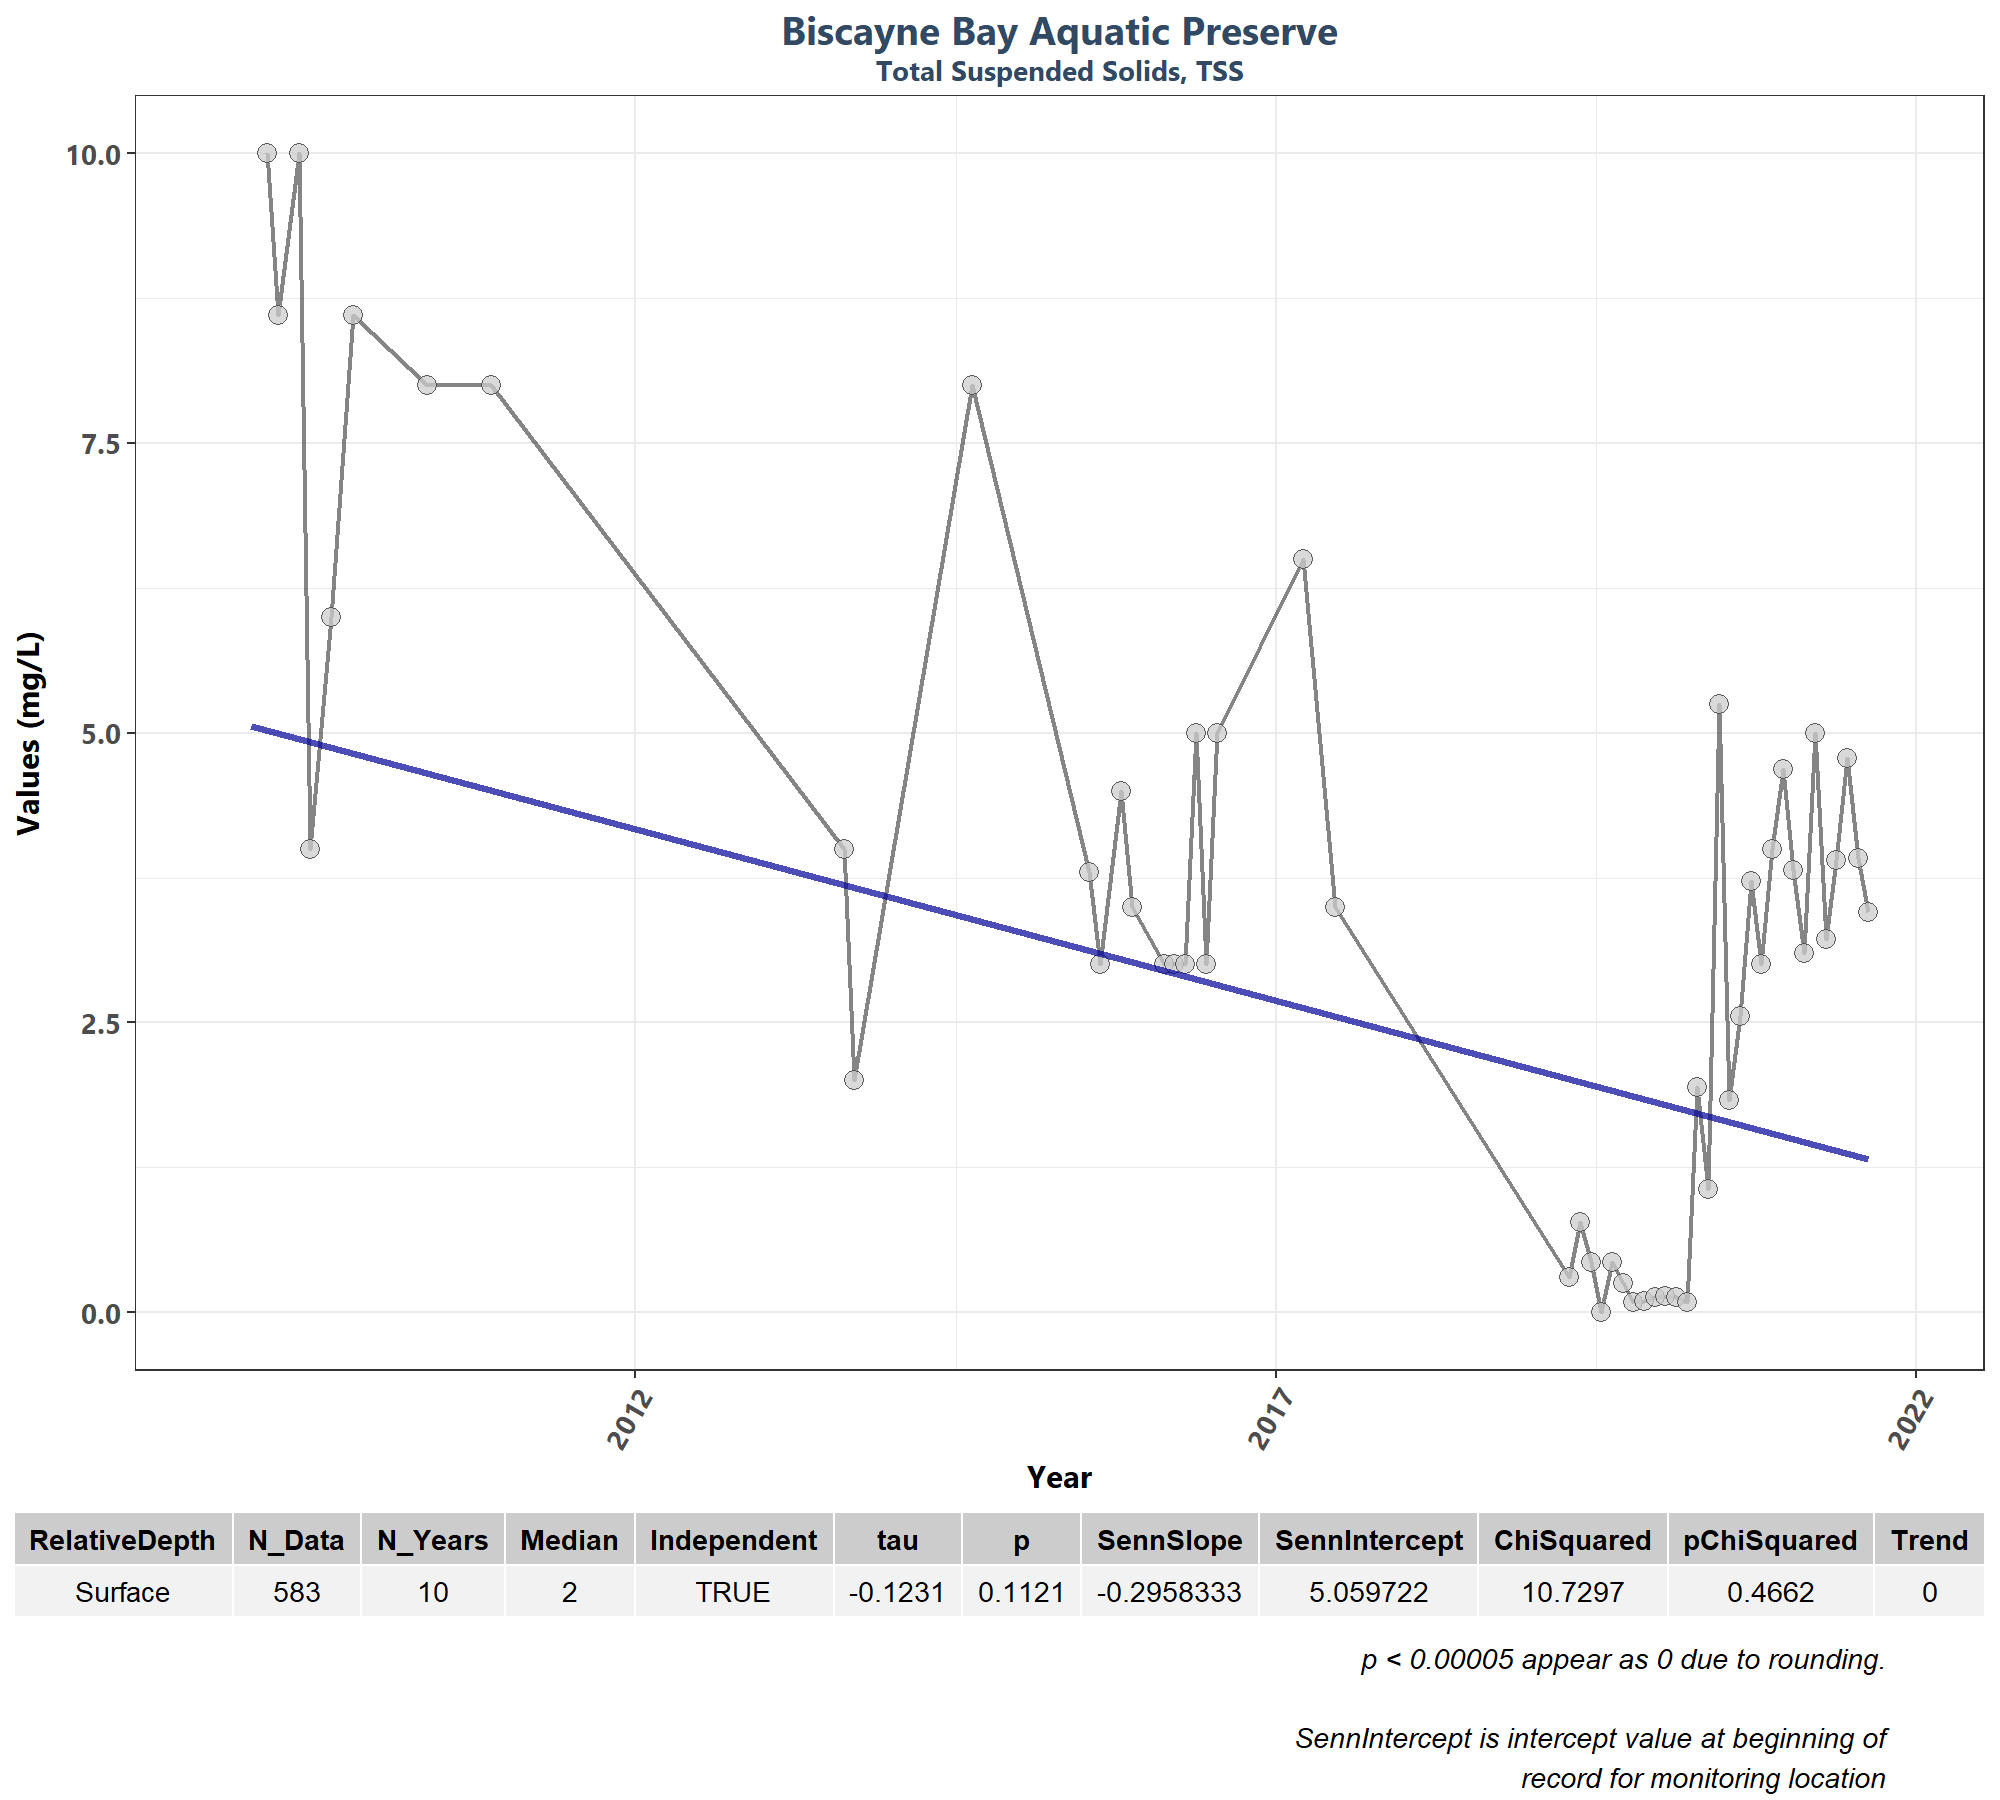 Biscayne Bay Aquatic Preserve
Total Suspended Solids, TSS
Values (mg/L)
10.0
7.5
5.0
2.5
0.0
2012
2017
2022
Year
RelativeDepth N_Data N_Years Median Independent tau p SennSlope SennIntercept ChiSquared pChiSquared Trend
Surface 583 10 2 TRUE -0.1231 0.1121 -0.2958333 5.059722 10.7297 0.4662 0
p < 0.00005 appear as 0 due to rounding.
SennIntercept is intercept value at beginning of
record for monitoring location